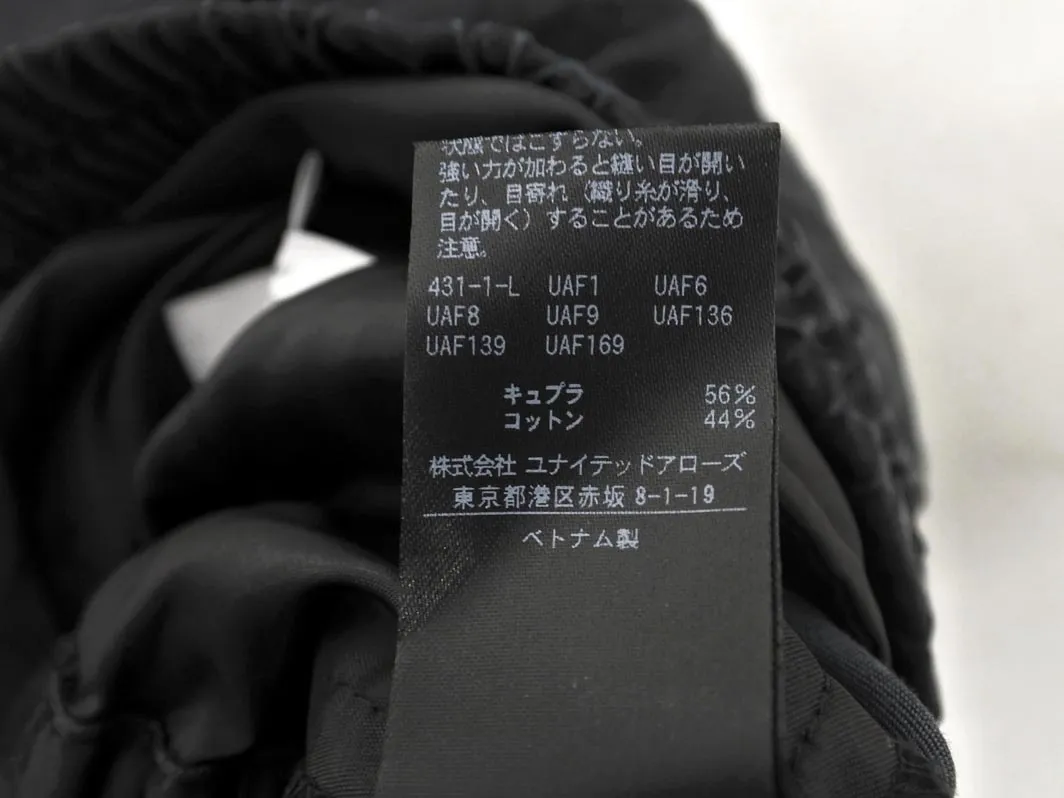 状態ではこすらない。
強い力が加わると縫い目が開い
たり、目寄れ（織り糸が滑り、
目が開く）することがあるため
注意。
431-1-L UAF1 UAF6
UAF8 UAF9 UAF136
UAF139 UAF169
キュプラ 56%
コットン 44%
株式会社 ユナイテッドアローズ
東京都港区赤坂 8-1-19
ベトナム製